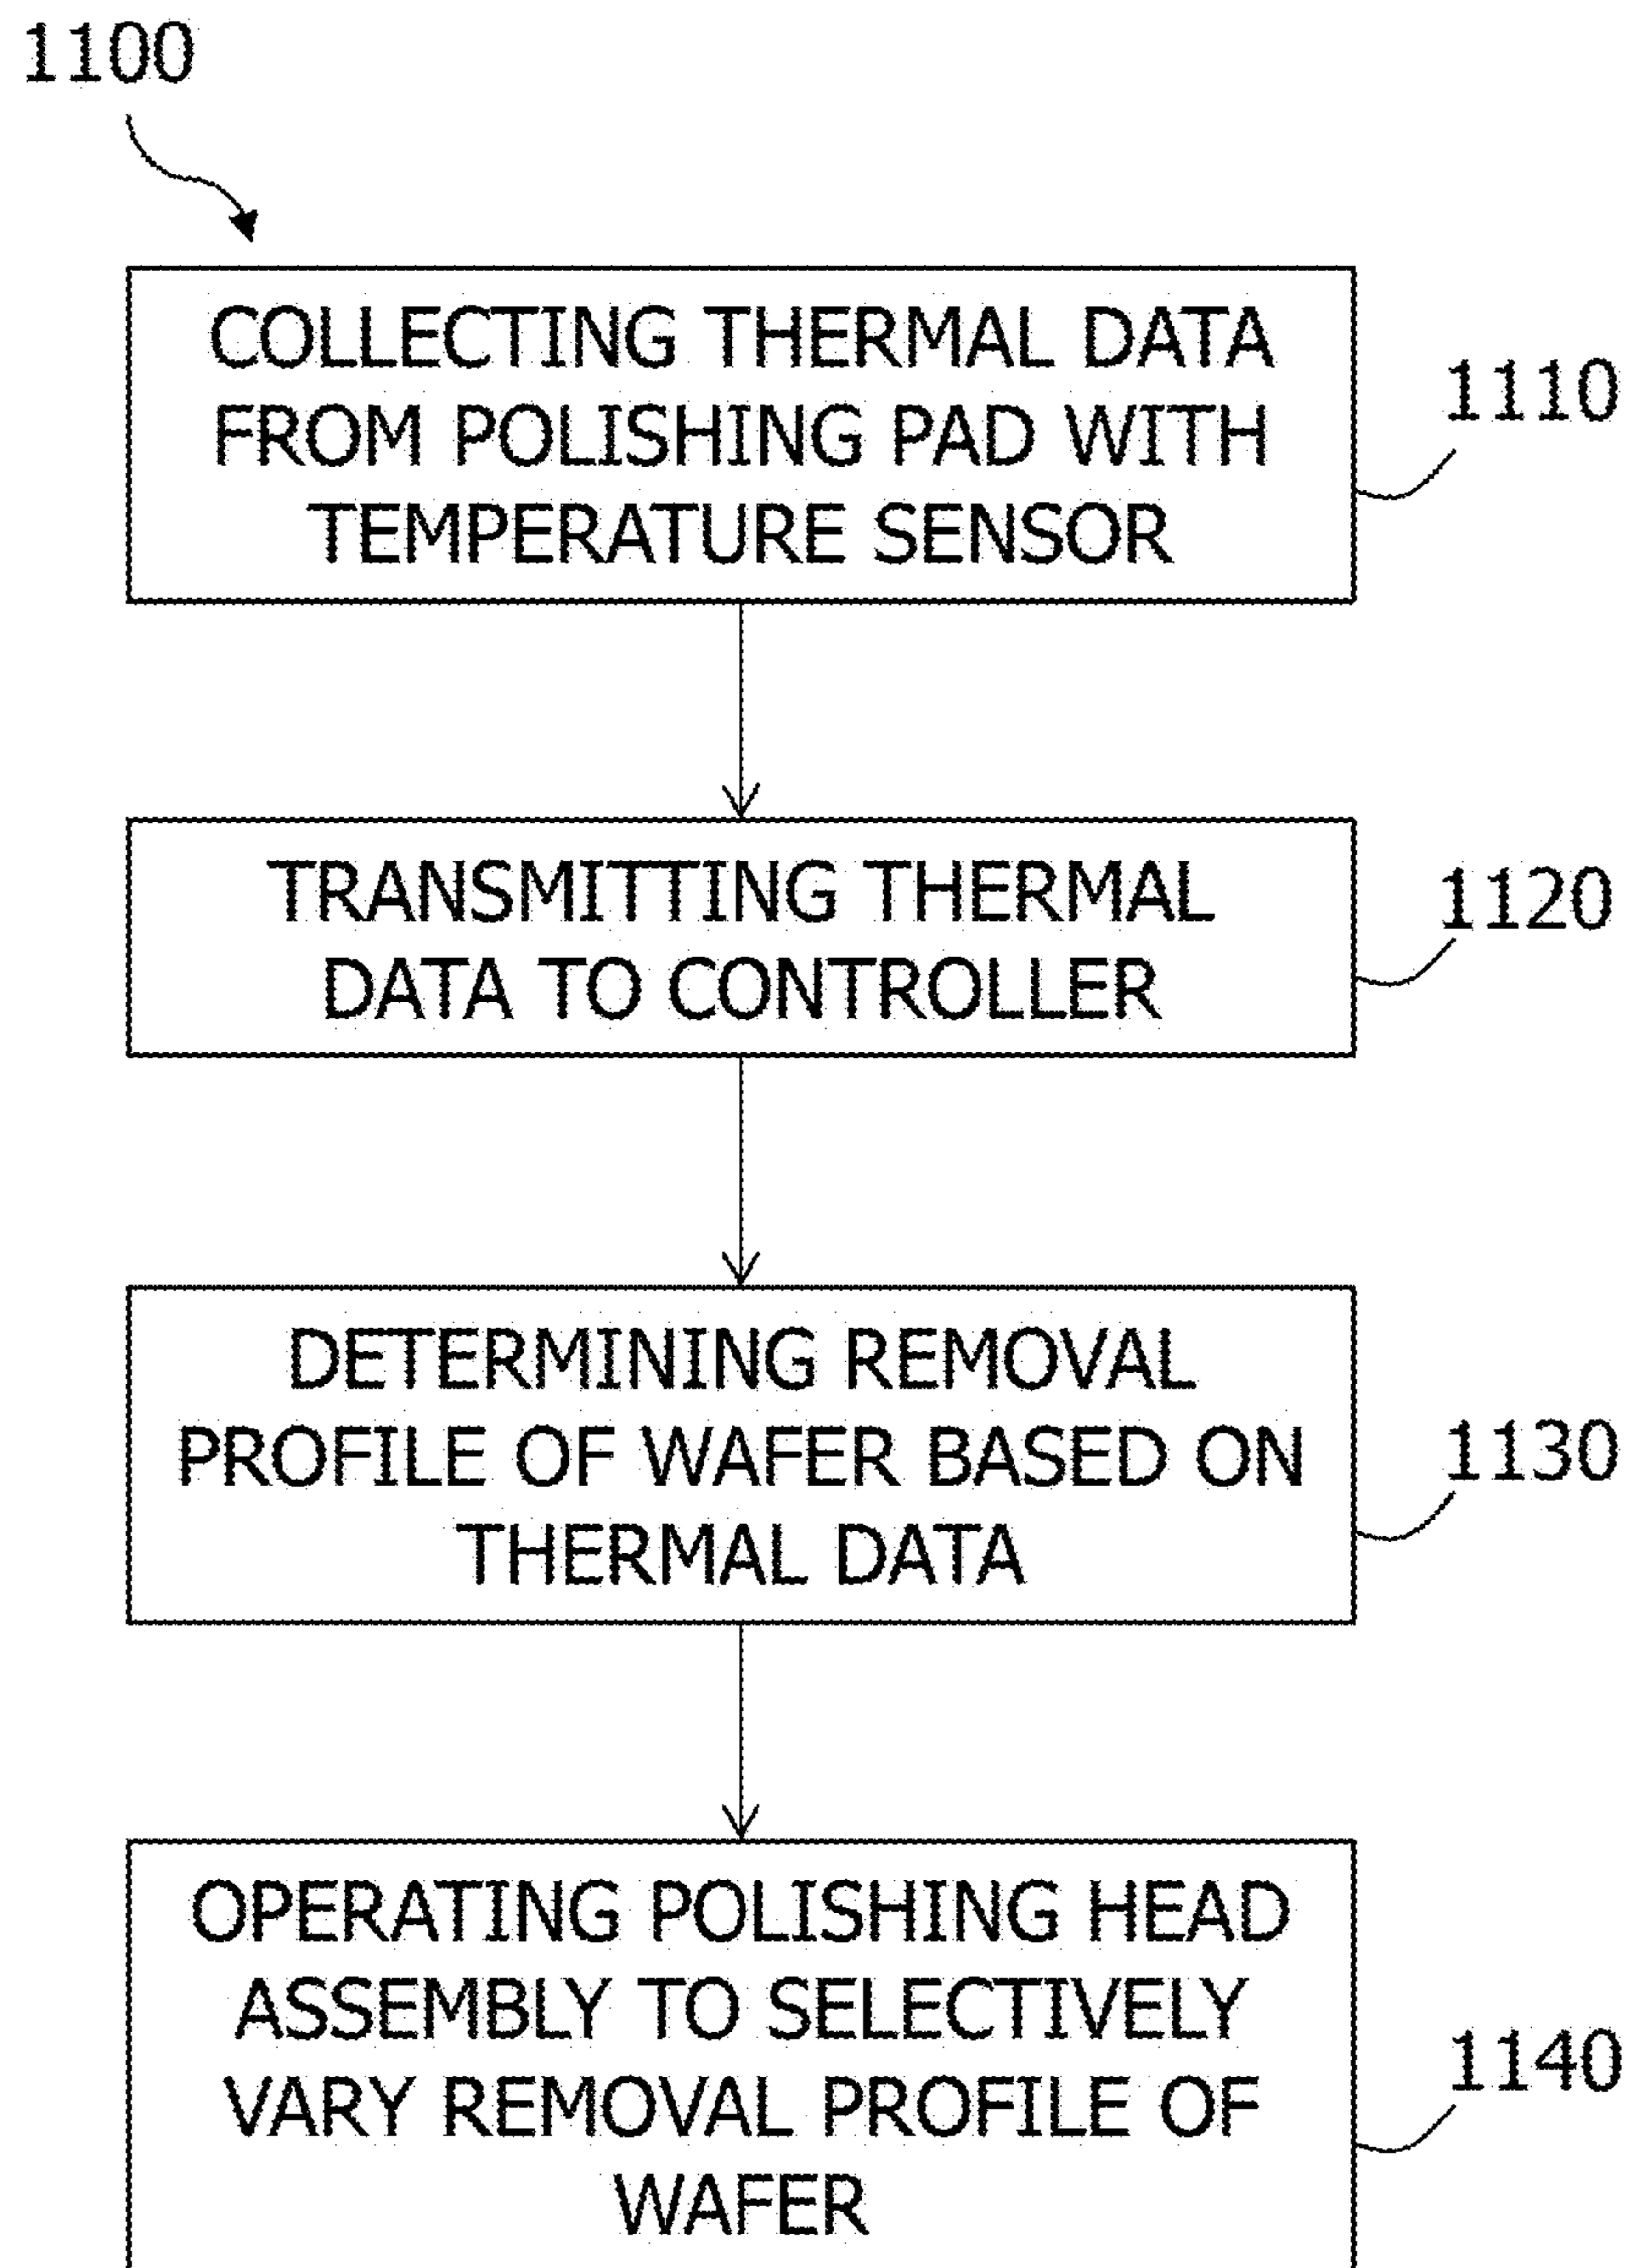 1100
COLLECTING THERMAL DATA
FROM POLISHING PAD WITH
TEMPERATURE SENSOR
1110
TRANSMITTING THERMAL
DATA TO CONTROLLER
1120
DETERMINING REMOVAL
PROFILE OF WAFER BASED ON
THERMAL DATA
1130
OPERATING POLISHING HEAD
ASSEMBLY TO SELECTIVELY
VARY REMOVAL PROFILE OF
WAFER
1140